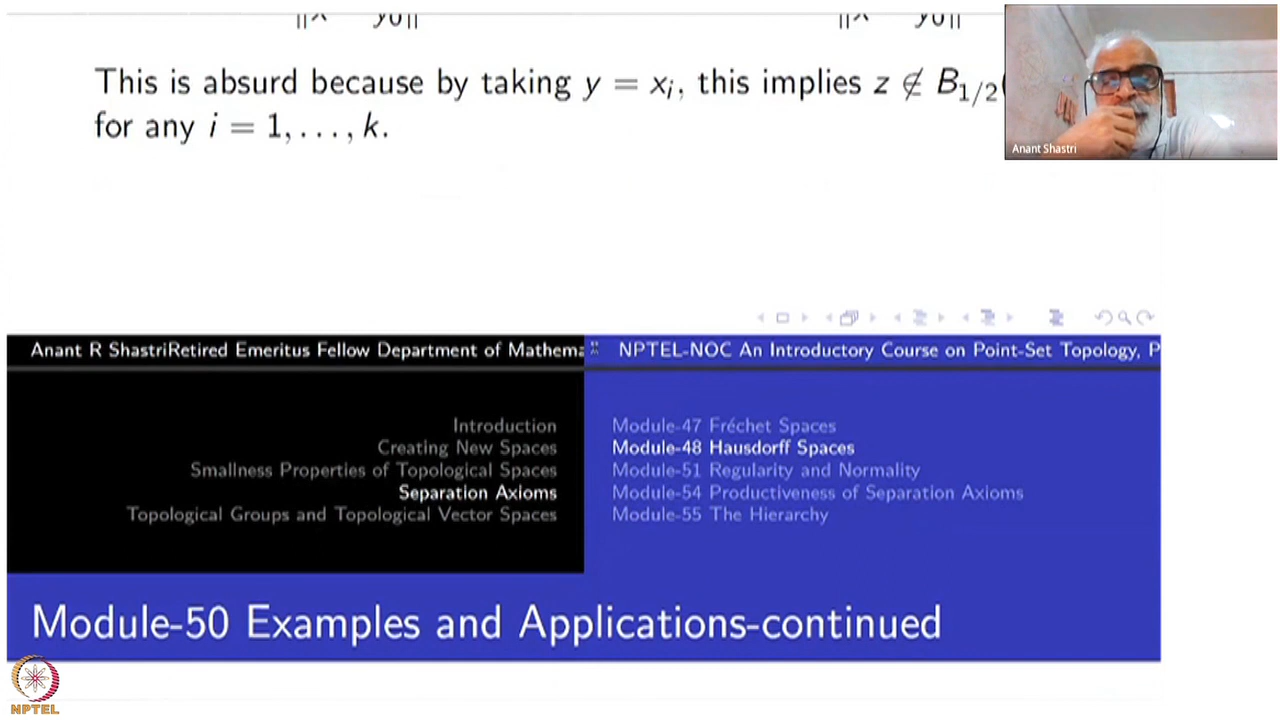 This is absurd because by taking y = xᵢ, this implies z ∉ B₁/₂(
for any i = 1, . . . , k.
Anant Shastri
Anant R ShastriRetired Emeritus Fellow Department of Mathema
NPTEL-NOC An Introductory Course on Point-Set Topology, P
Introduction
Creating New Spaces
Smallness Properties of Topological Spaces
Separation Axioms
Topological Groups and Topological Vector Spaces
Module-47 Fréchet Spaces
Module-48 Hausdorff Spaces
Module-51 Regularity and Normality
Module-54 Productiveness of Separation Axioms
Module-55 The Hierarchy
Module-50 Examples and Applications-continued
NPTEL